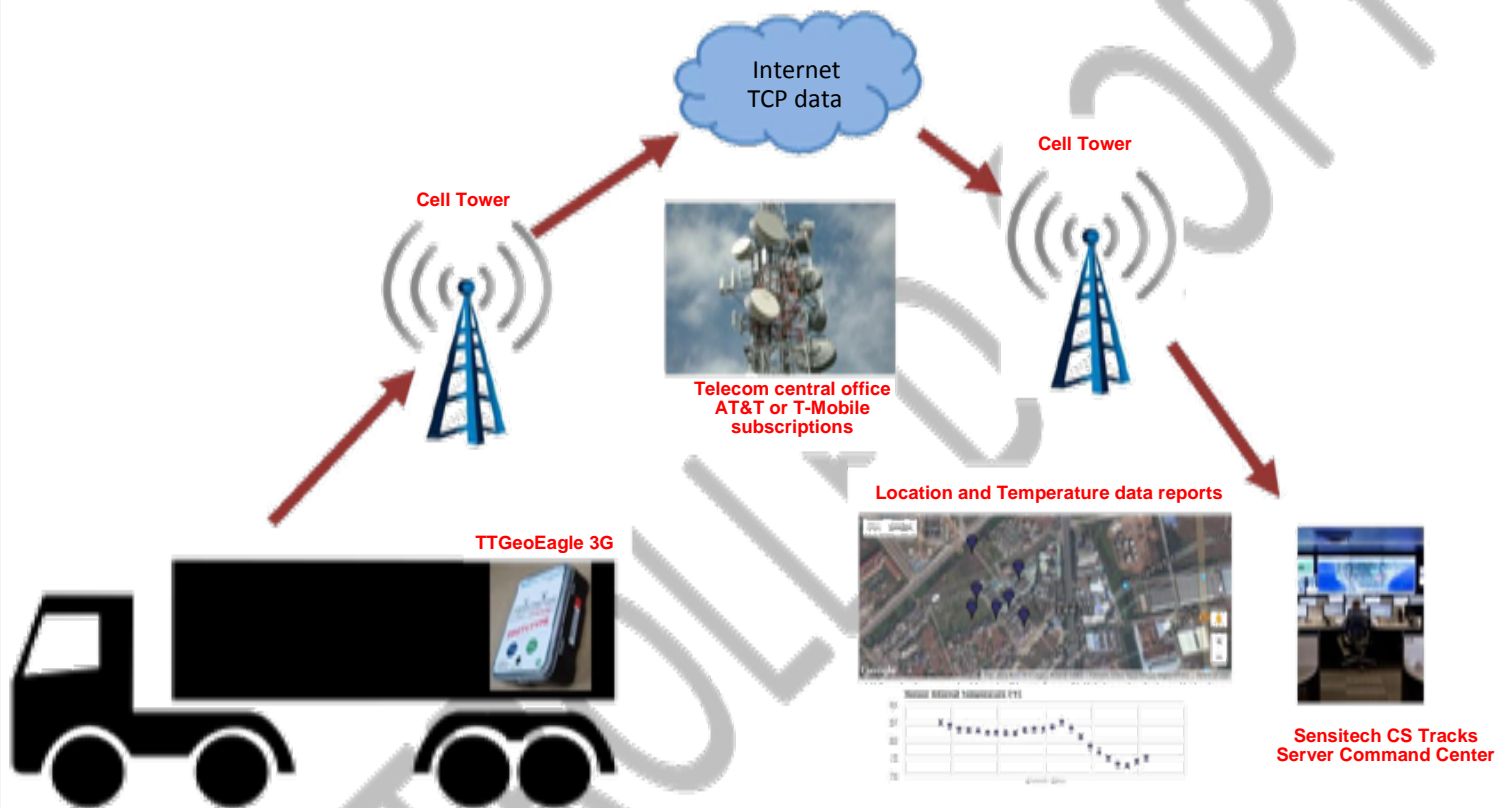 Internet
TCP data
Cell Tower
Cell Tower
Telecom central office
AT&T or T-Mobile
subscriptions
Location and Temperature data reports
TTGeoEagle 3G
Sensitech CS Tracks
Server Command Center